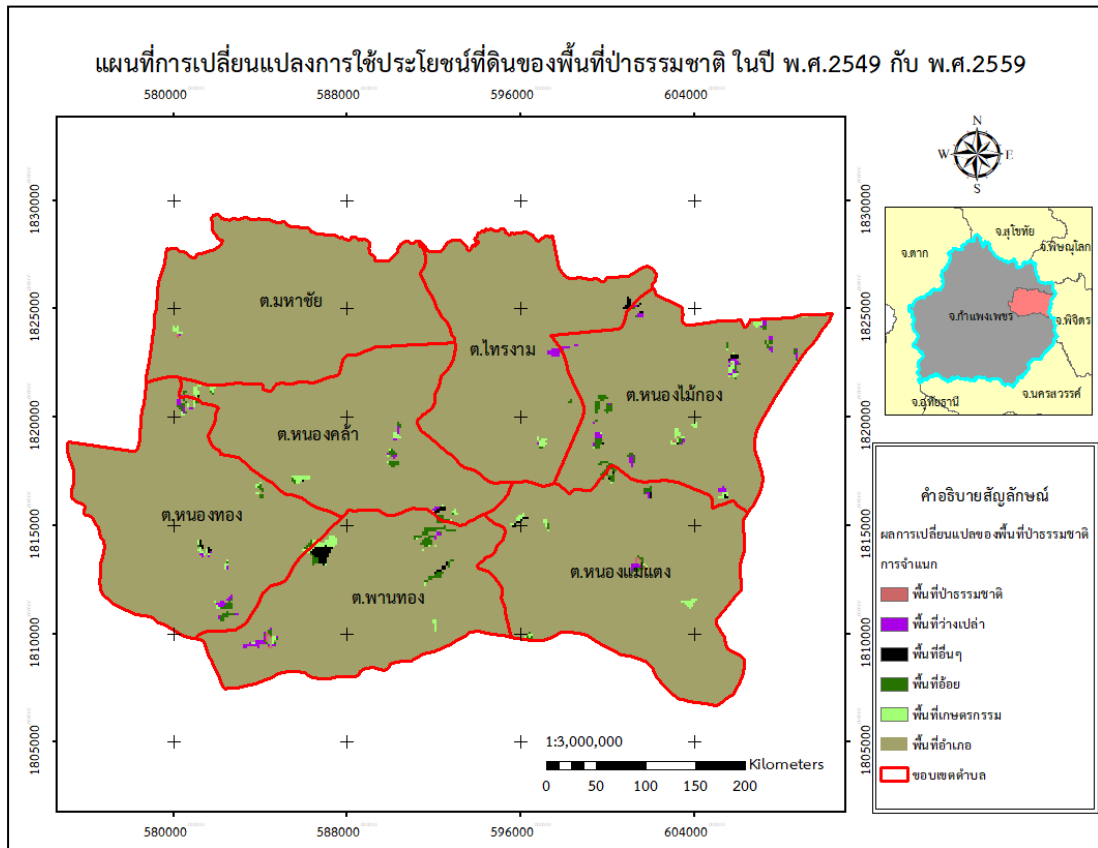 แผนที่การเปลี่ยนแปลงการใช้ประโยชน์ที่ดินของพื้นที่ป่าธรรมชาติ ในปี พ.ศ.2549 กับ พ.ศ.2559
580000 588000 596000 604000
1830000 1830000
1825000 1825000
1820000 1820000
1815000 1815000
1810000 1810000
1805000 1805000
ต.มหาชัย
ต.ไทรงาม
ต.หนองไม้กอง
ต.หนองคล้า
ต.หนองทอง
ต.หนองแม่แตง
ต.พานทอง
1:3,000,000
Kilometers
0 50 100 150 200
580000 588000 596000 604000
N
W E
S
จ.สุโขทัย
จ.ตาก
จ.พิษณุโลก
จ.กำแพงเพชร
จ.พิจิตร
จ.นครสวรรค์
จ.อุทัยธานี
คำอธิบายสัญลักษณ์
ผลการเปลี่ยนแปลของพื้นที่ป่าธรรมชาติ
การจำแนก
พื้นที่ป่าธรรมชาติ
พื้นที่ว่างเปล่า
พื้นที่อื่นๆ
พื้นที่อ้อย
พื้นที่เกษตรกรรม
พื้นที่อำเภอ
ขอบเขตตำบล